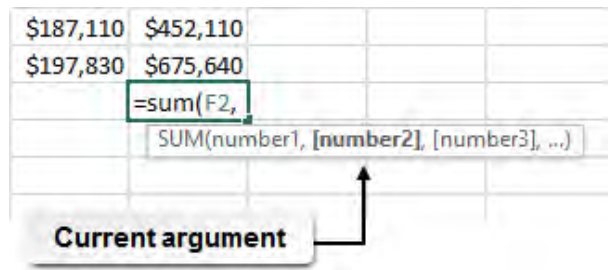 $187,110 $452,110
$197,830 $675,640
=sum(F2,
SUM(number1, [number2], [number3], ...)
Current argument